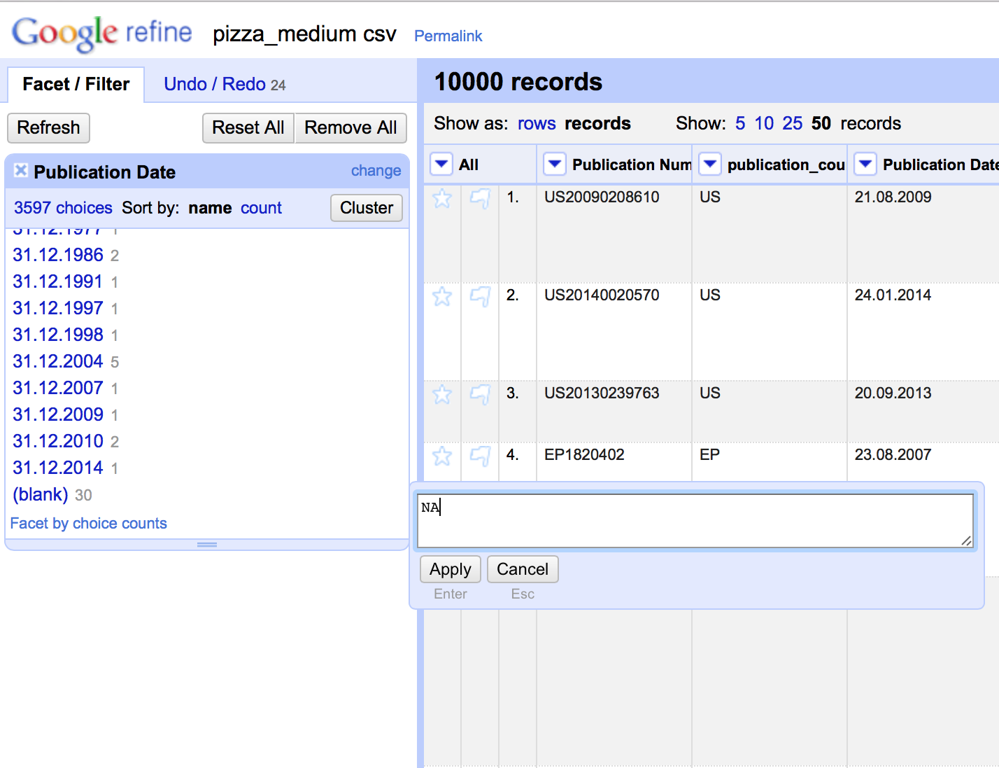 Google refine pizza_medium csv Permalink
Facet / Filter Undo / Redo 24
10000 records
Refresh Reset All Remove All
Show as: rows records Show: 5 10 25 50 records
Publication Date change
All Publication Num publication_cou Publication Date
3597 choices Sort by: name count Cluster
31.12.1977 1
31.12.1986 2
31.12.1991 1
31.12.1997 1
31.12.1998 1
31.12.2004 5
31.12.2007 1
31.12.2009 1
31.12.2010 2
31.12.2014 1
(blank) 30
Facet by choice counts
1. US20090208610 US 21.08.2009
2. US20140020570 US 24.01.2014
3. US20130239763 US 20.09.2013
4. EP1820402 EP 23.08.2007
NA
Apply Cancel
Enter Esc